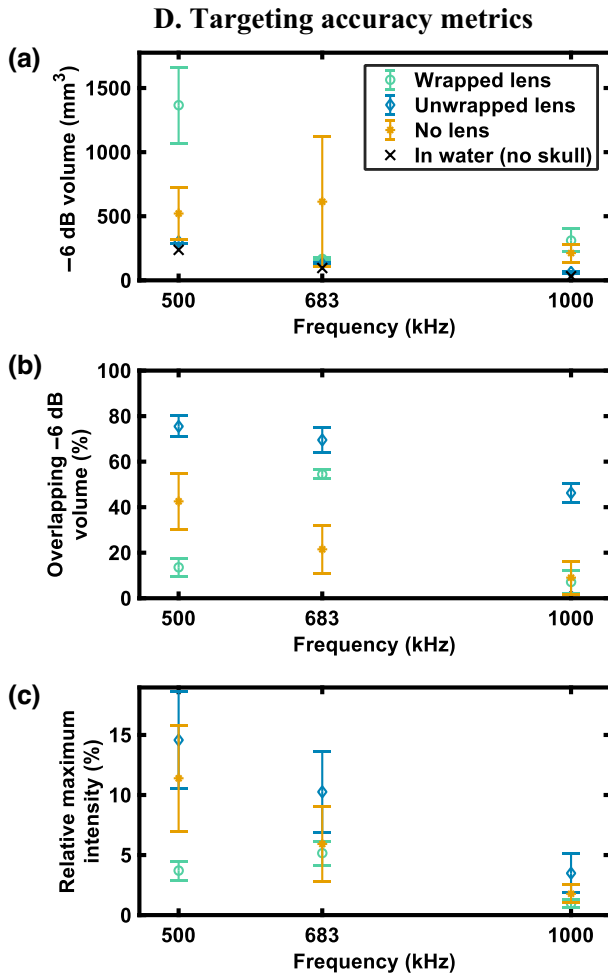 D. Targeting accuracy metrics
(a)
−6 dB volume (mm³)
1500
1000
500
0
Wrapped lens
Unwrapped lens
No lens
In water (no skull)
500
683
1000
Frequency (kHz)
(b)
Overlapping −6 dB
volume (%)
100
80
60
40
20
0
500
683
1000
Frequency (kHz)
(c)
Relative maximum
intensity (%)
15
10
5
0
500
683
1000
Frequency (kHz)